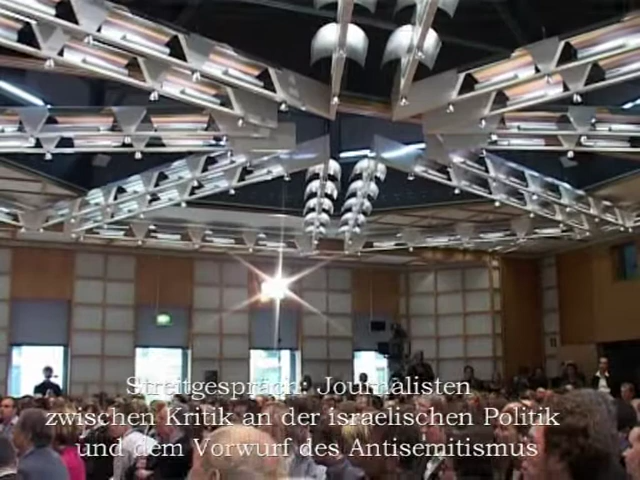 Streitgespräch: Journalisten
zwischen Kritik an der israelischen Politik
und dem Vorwurf des Antisemitismus